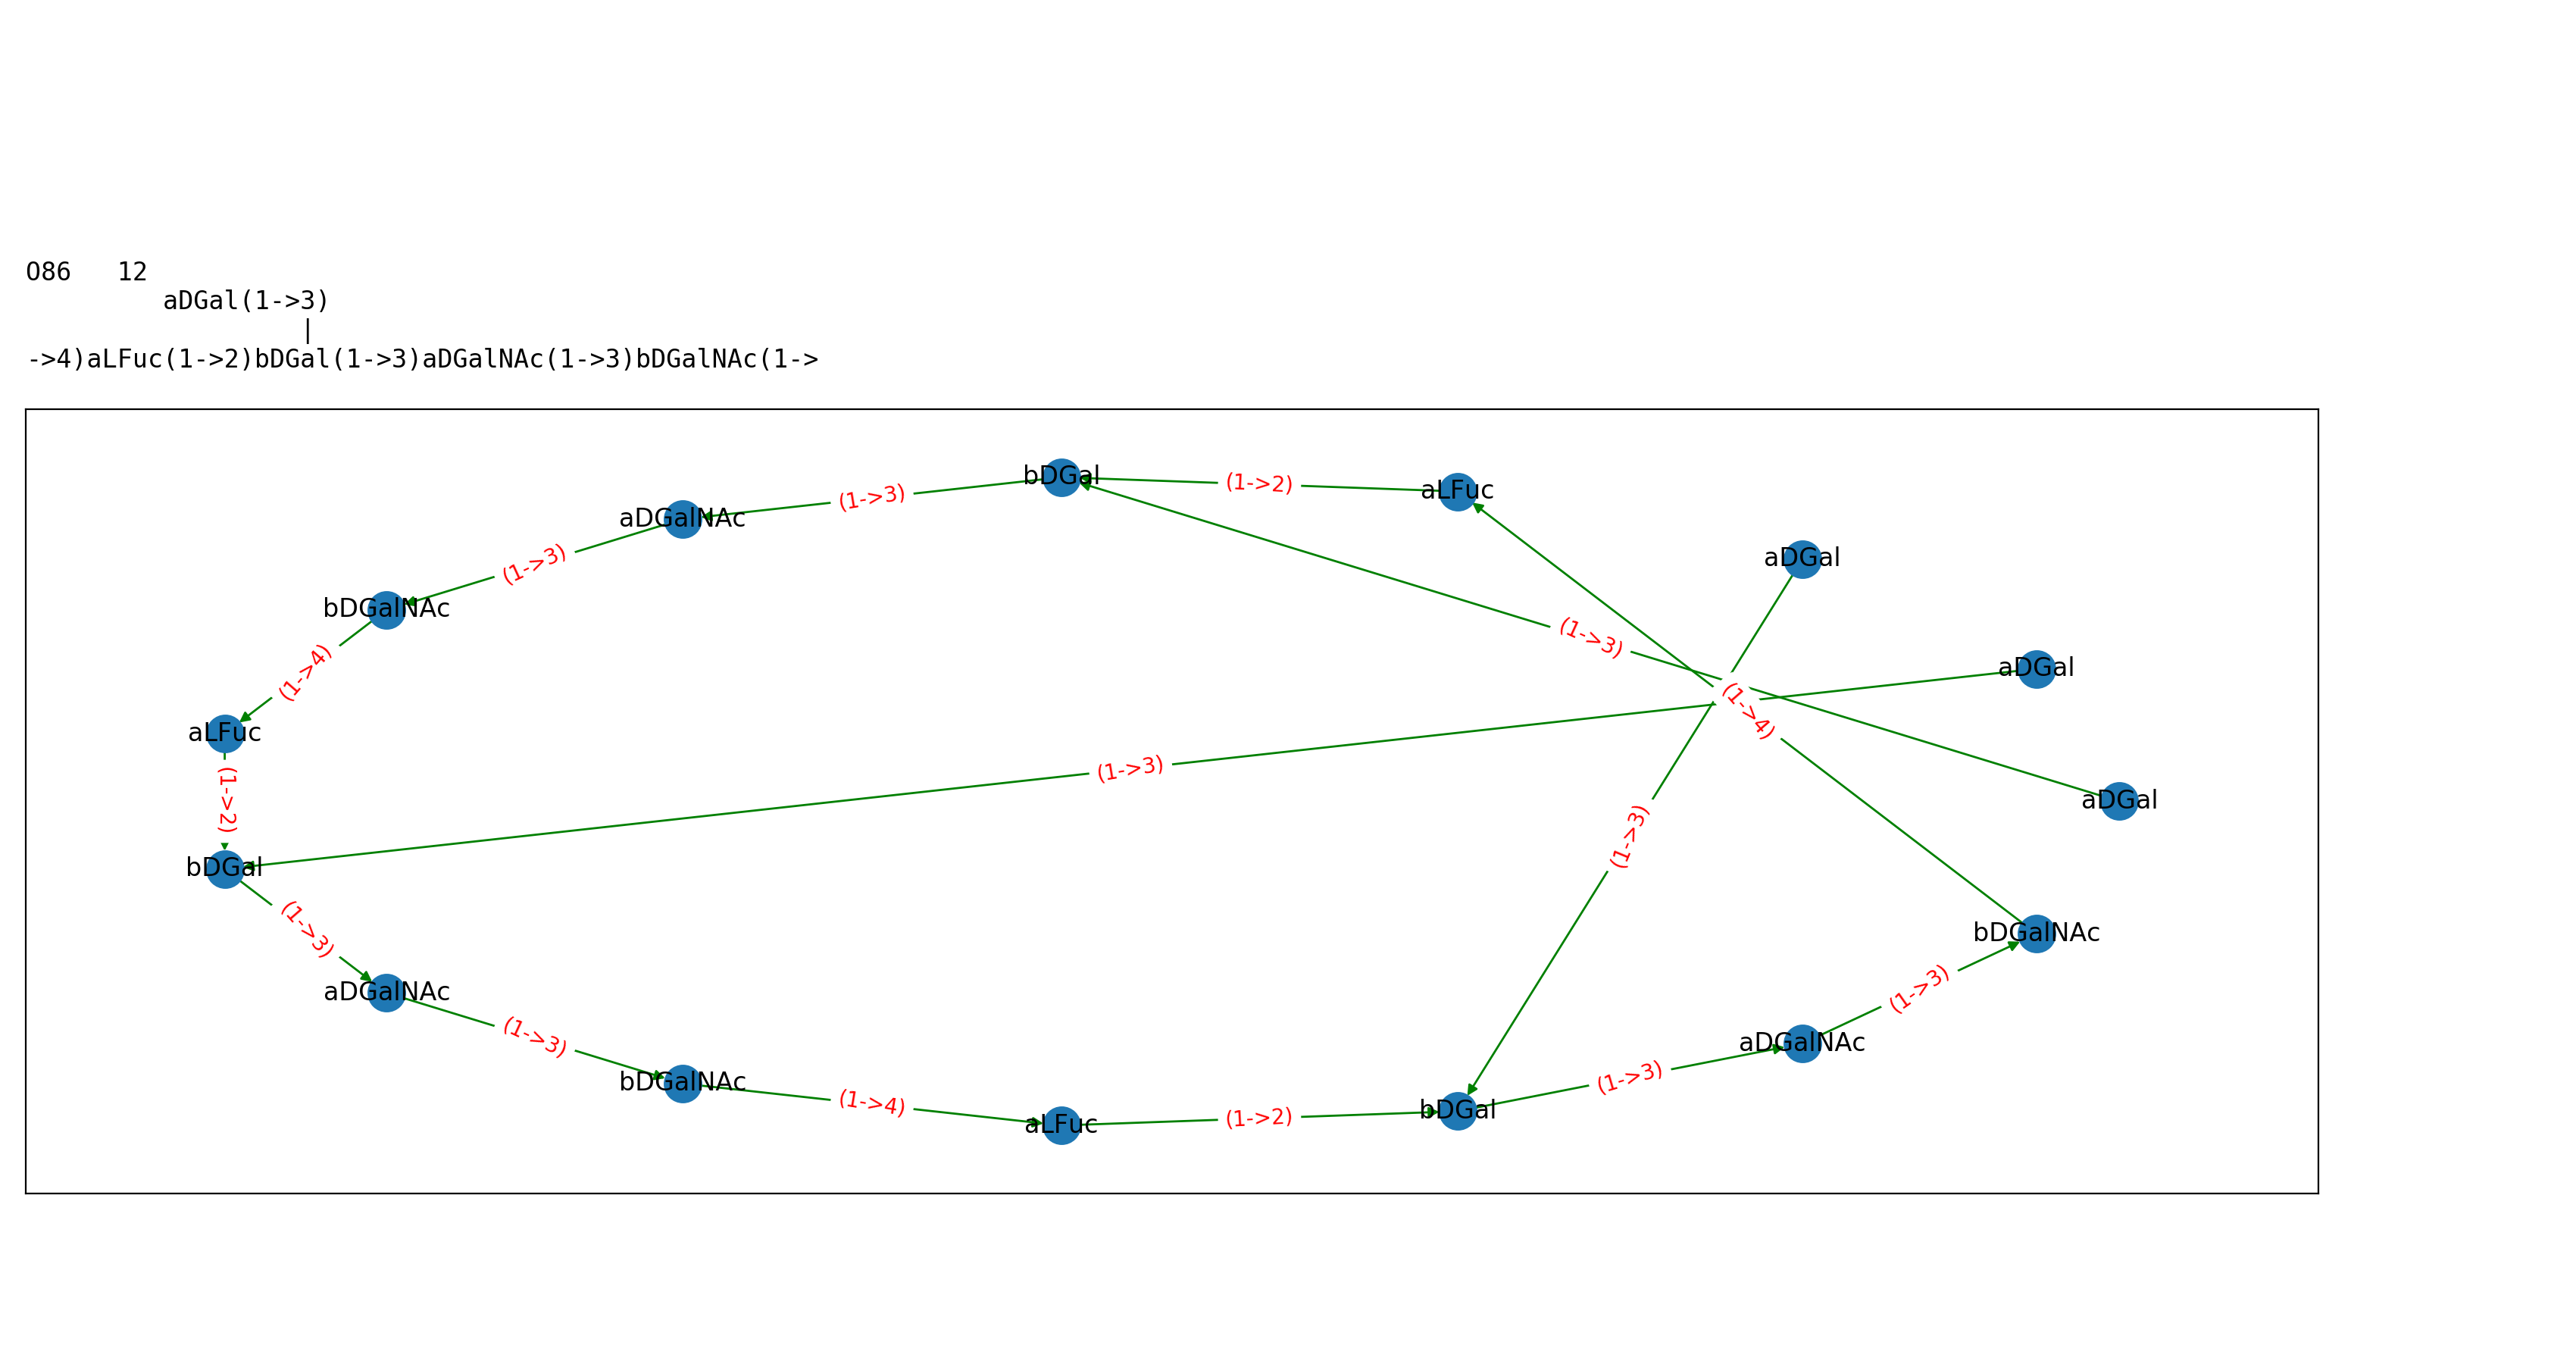 O86   12
         aDGal(1->3)
                  |
->4)aLFuc(1->2)bDGal(1->3)aDGalNAc(1->3)bDGalNAc(1->
bDGal
(1->2)
aLFuc
(1->3)
aDGalNAc
aDGal
(1->3)
bDGalNAc
(1->3)
aDGal
(1->4)
(1->4)
aLFuc
(1->3)
(1->2)
aDGal
(1->3)
bDGal
(1->3)
bDGalNAc
(1->3)
aDGalNAc
(1->3)
(1->3)
aDGalNAc
bDGalNAc
(1->3)
(1->4)
bDGal
(1->2)
aLFuc